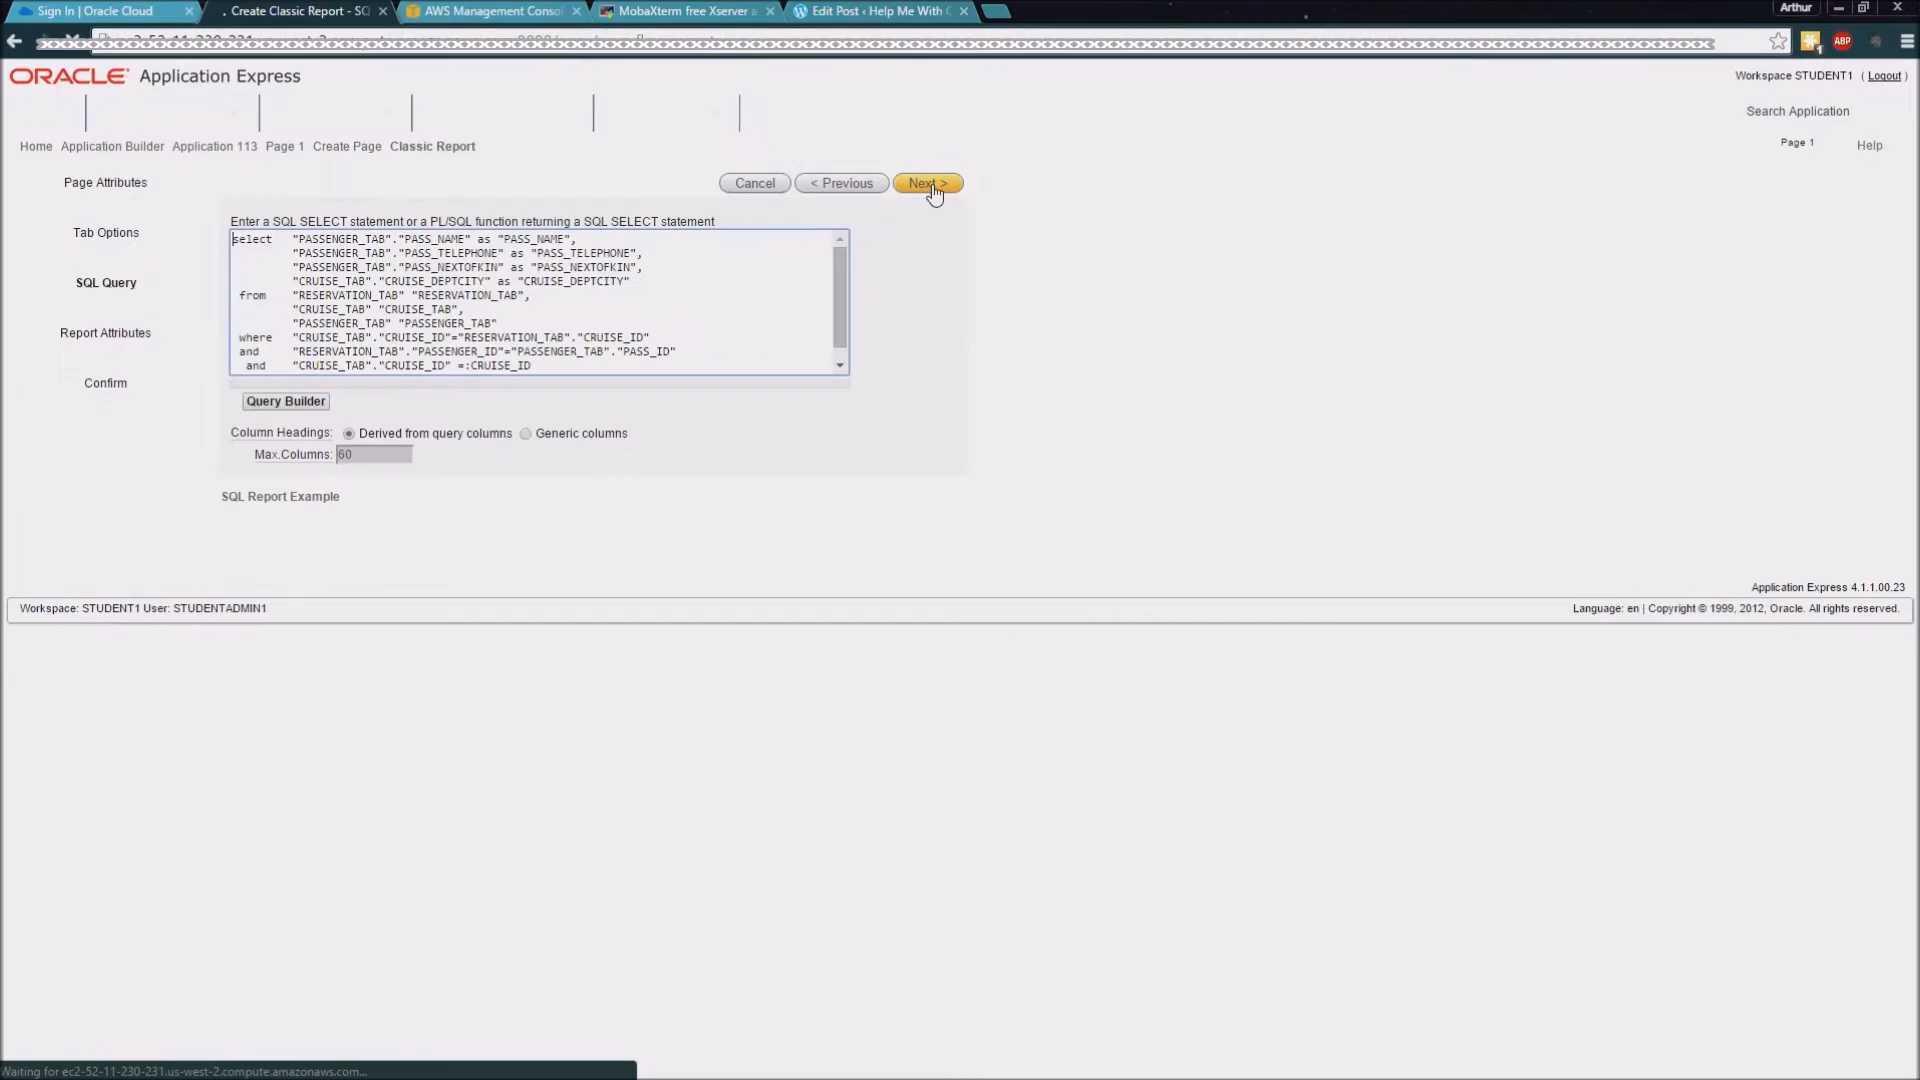 Sign In | Oracle Cloud
Create Classic Report - SQ
AWS Management Consol
MobaXterm free Xserver a
Edit Post ‹ Help Me With O
Arthur
ABP
ORACLE Application Express
Workspace STUDENT1 ( Logout )
Search Application
Home Application Builder Application 113 Page 1 Create Page Classic Report
Page 1 Help
Page Attributes
Tab Options
SQL Query
Report Attributes
Confirm
Cancel < Previous Next >
Enter a SQL SELECT statement or a PL/SQL function returning a SQL SELECT statement
select "PASSENGER_TAB"."PASS_NAME" as "PASS_NAME",
"PASSENGER_TAB"."PASS_TELEPHONE" as "PASS_TELEPHONE",
"PASSENGER_TAB"."PASS_NEXTOFKIN" as "PASS_NEXTOFKIN",
"CRUISE_TAB"."CRUISE_DEPTCITY" as "CRUISE_DEPTCITY"
from "RESERVATION_TAB" "RESERVATION_TAB",
"CRUISE_TAB" "CRUISE_TAB",
"PASSENGER_TAB" "PASSENGER_TAB"
where "CRUISE_TAB"."CRUISE_ID"="RESERVATION_TAB"."CRUISE_ID"
and "RESERVATION_TAB"."PASSENGER_ID"="PASSENGER_TAB"."PASS_ID"
and "CRUISE_TAB"."CRUISE_ID" =:CRUISE_ID
Query Builder
Column Headings: Derived from query columns Generic columns
Max.Columns: 60
SQL Report Example
Application Express 4.1.1.00.23
Workspace: STUDENT1 User: STUDENTADMIN1
Language: en | Copyright © 1999, 2012, Oracle. All rights reserved.
Waiting for ec2-52-11-230-231.us-west-2.compute.amazonaws.com...